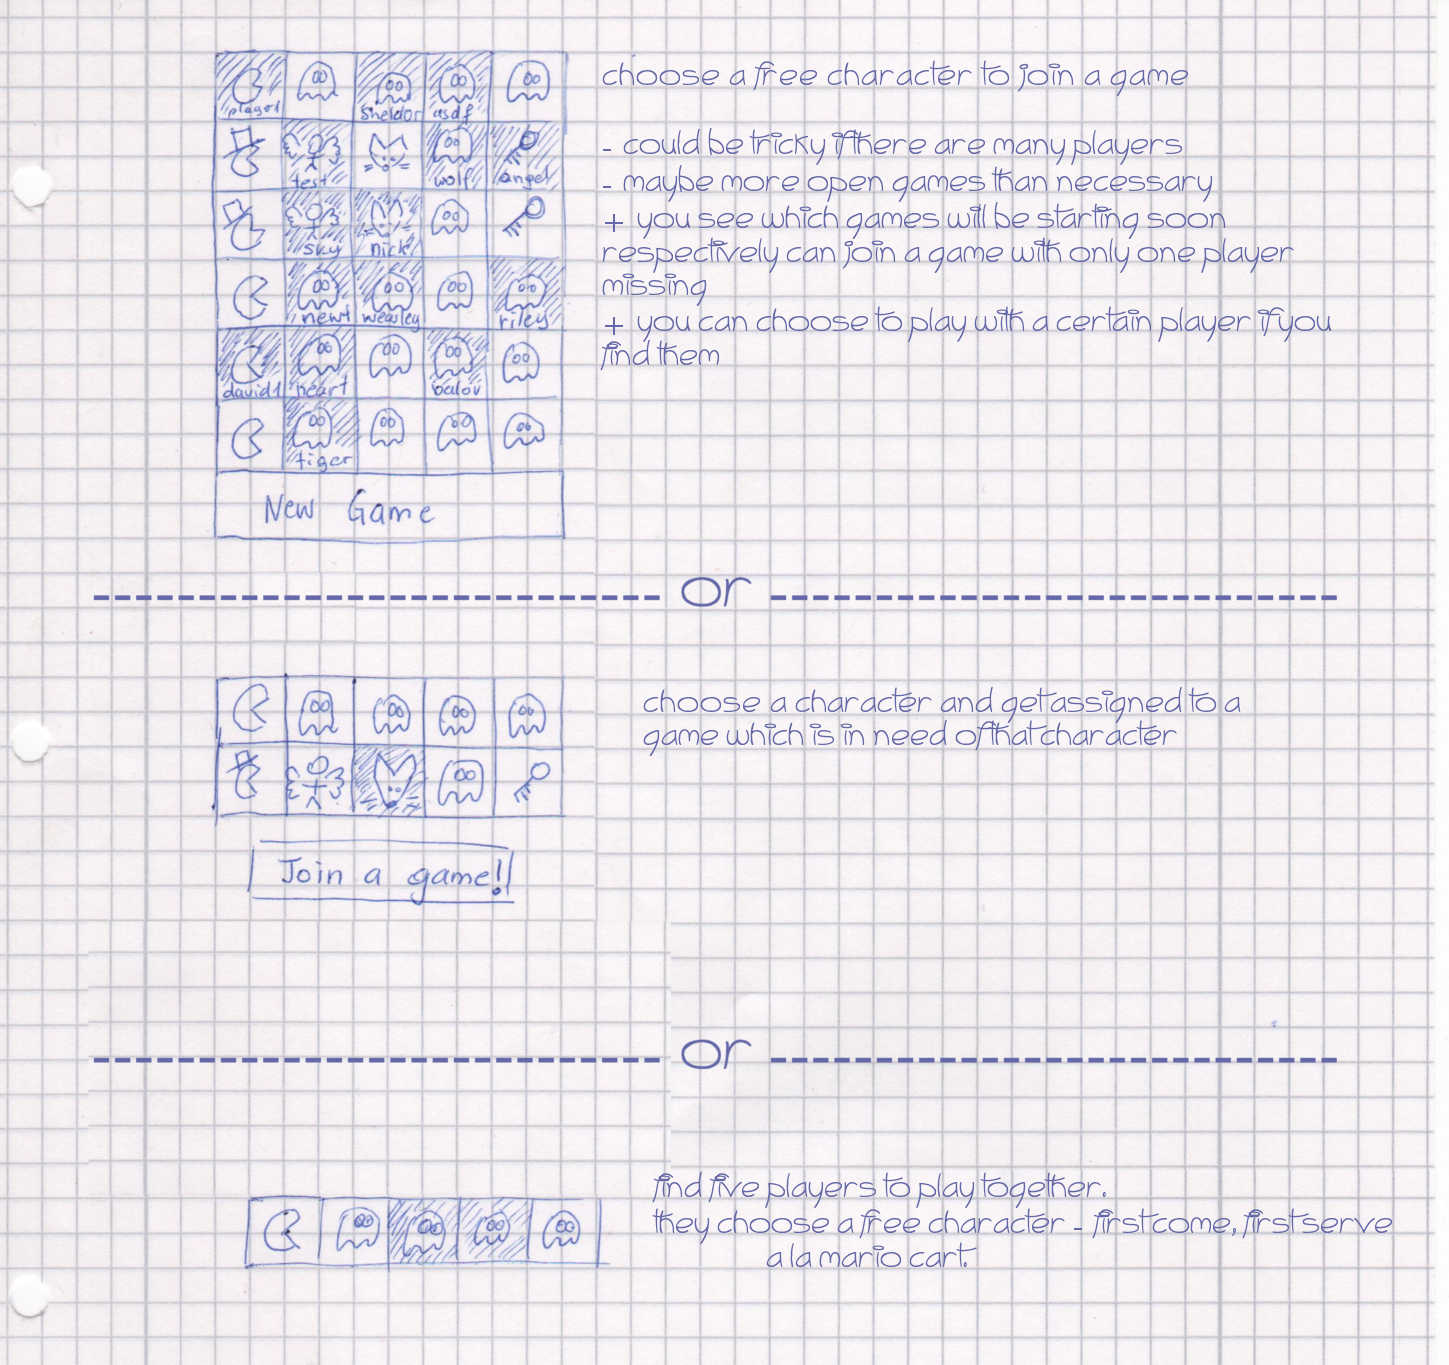 choose a free character to join a game
player1
Sheldor asdf
- could be tricky if there are many players
- maybe more open games than necessary
test wolf angel
+ you see which games will be starting soon
respectively can join a game with only one player
missing
sky nick
+ you can choose to play with a certain player if you
find them
newt weasley riley
david1 heart balou
tiger
New Game
or
choose a character and get assigned to a
game which is in need of that character
Join a game!
or
find five players to play together.
they choose a free character - first come, first serve
a la mario cart.